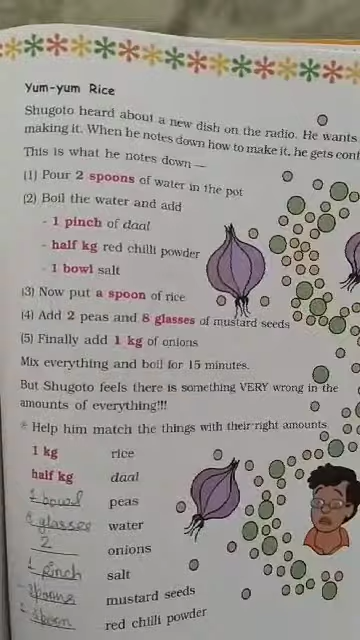 Yum-yum Rice
Shugoto heard about a new dish on the radio. He wants
making it. When he notes down how to make it, he gets
This is what he notes down —
(1) Pour 2 spoons of water in the pot
(2) Boil the water and add
- 1 pinch of daal
- half kg red chilli powder
- 1 bowl salt
(3) Now put a spoon of rice
(4) Add 2 peas and 8 glasses of mustard seeds
(5) Finally add 1 kg of onions
Mix everything and boil for 15 minutes.
But Shugoto feels there is something VERY wrong in the
amounts of everything!!!
* Help him match the things with their right amounts
1 kg rice
half kg daal
1 bowl peas
8 glasses water
2 onions
1 pinch salt
spoons mustard seeds
spoon red chilli powder